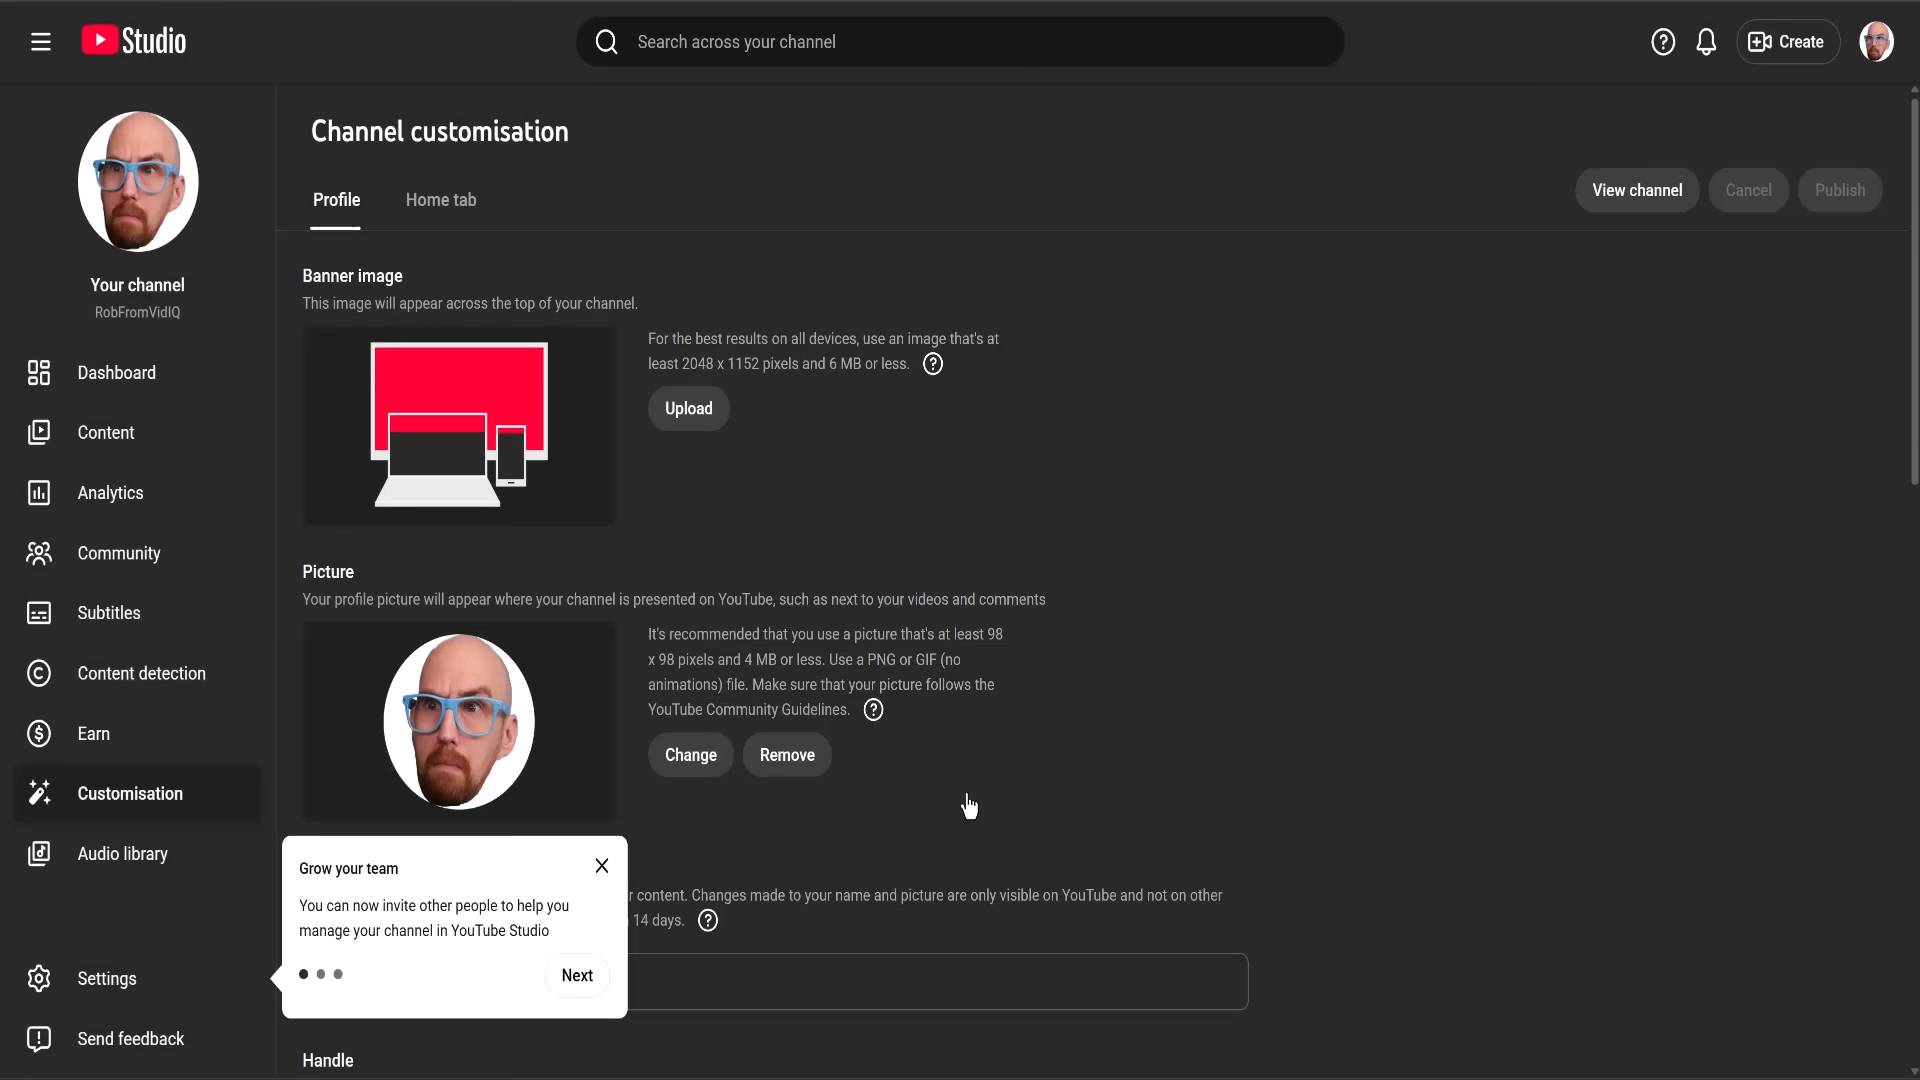 Studio
Search across your channel
Create
Your channel
RobFromVidIQ
Dashboard
Content
Analytics
Community
Subtitles
Content detection
Earn
Customisation
Audio library
Settings
Send feedback
Channel customisation
Profile
Home tab
View channel
Cancel
Publish
Banner image
This image will appear across the top of your channel.
For the best results on all devices, use an image that's at
least 2048 x 1152 pixels and 6 MB or less.
Upload
Picture
Your profile picture will appear where your channel is presented on YouTube, such as next to your videos and comments
It's recommended that you use a picture that's at least 98
x 98 pixels and 4 MB or less. Use a PNG or GIF (no
animations) file. Make sure that your picture follows the
YouTube Community Guidelines.
Change
Remove
Grow your team
You can now invite other people to help you
manage your channel in YouTube Studio
Next
content. Changes made to your name and picture are only visible on YouTube and not on other
14 days.
Handle